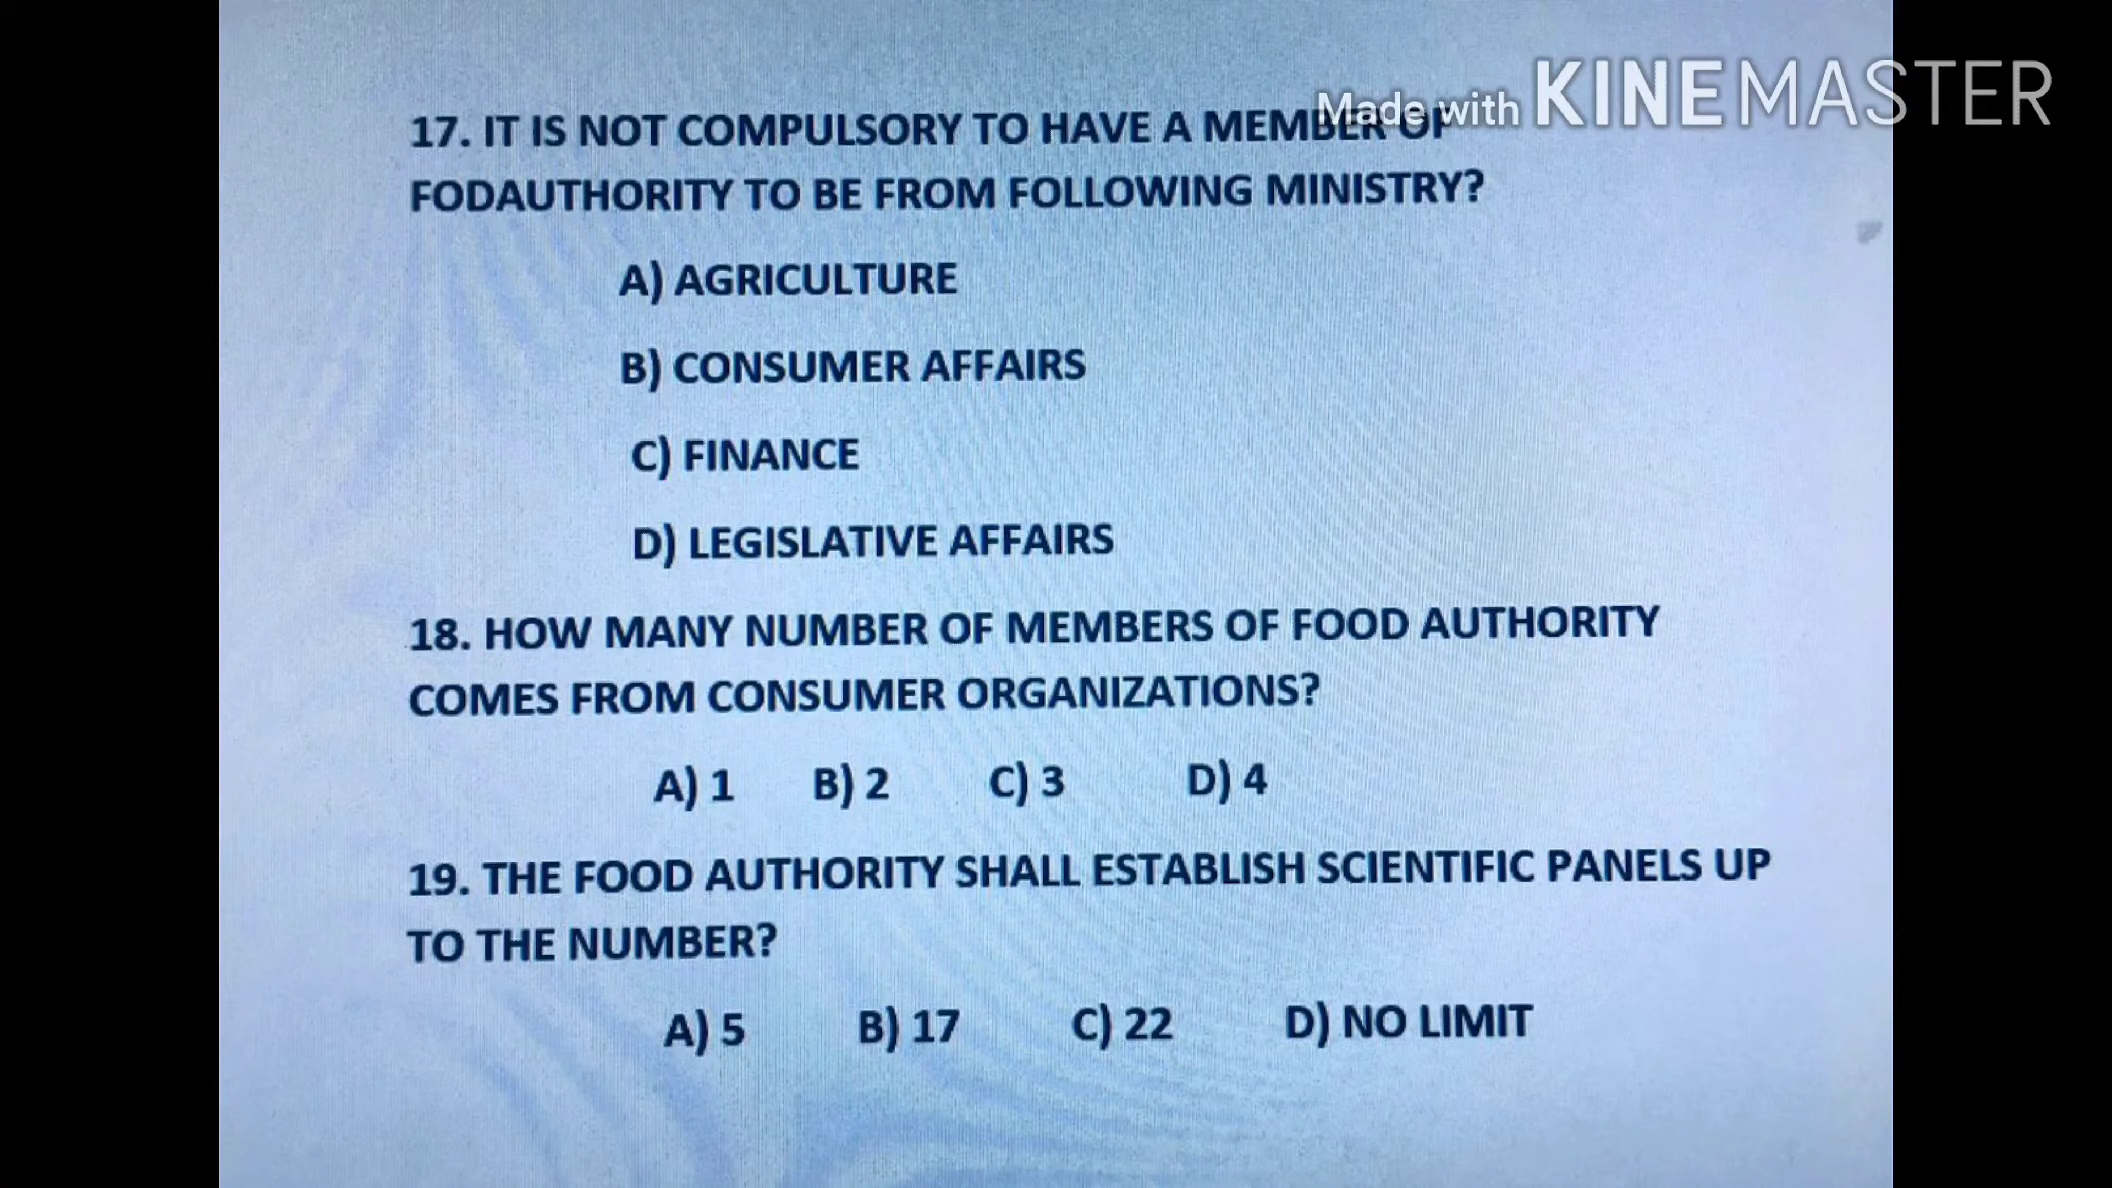 Made with KINEMASTER
17. IT IS NOT COMPULSORY TO HAVE A MEMBER OF
FODAUTHORITY TO BE FROM FOLLOWING MINISTRY?
A) AGRICULTURE
B) CONSUMER AFFAIRS
C) FINANCE
D) LEGISLATIVE AFFAIRS
18. HOW MANY NUMBER OF MEMBERS OF FOOD AUTHORITY
COMES FROM CONSUMER ORGANIZATIONS?
A) 1 B) 2 C) 3 D) 4
19. THE FOOD AUTHORITY SHALL ESTABLISH SCIENTIFIC PANELS UP
TO THE NUMBER?
A) 5 B) 17 C) 22 D) NO LIMIT